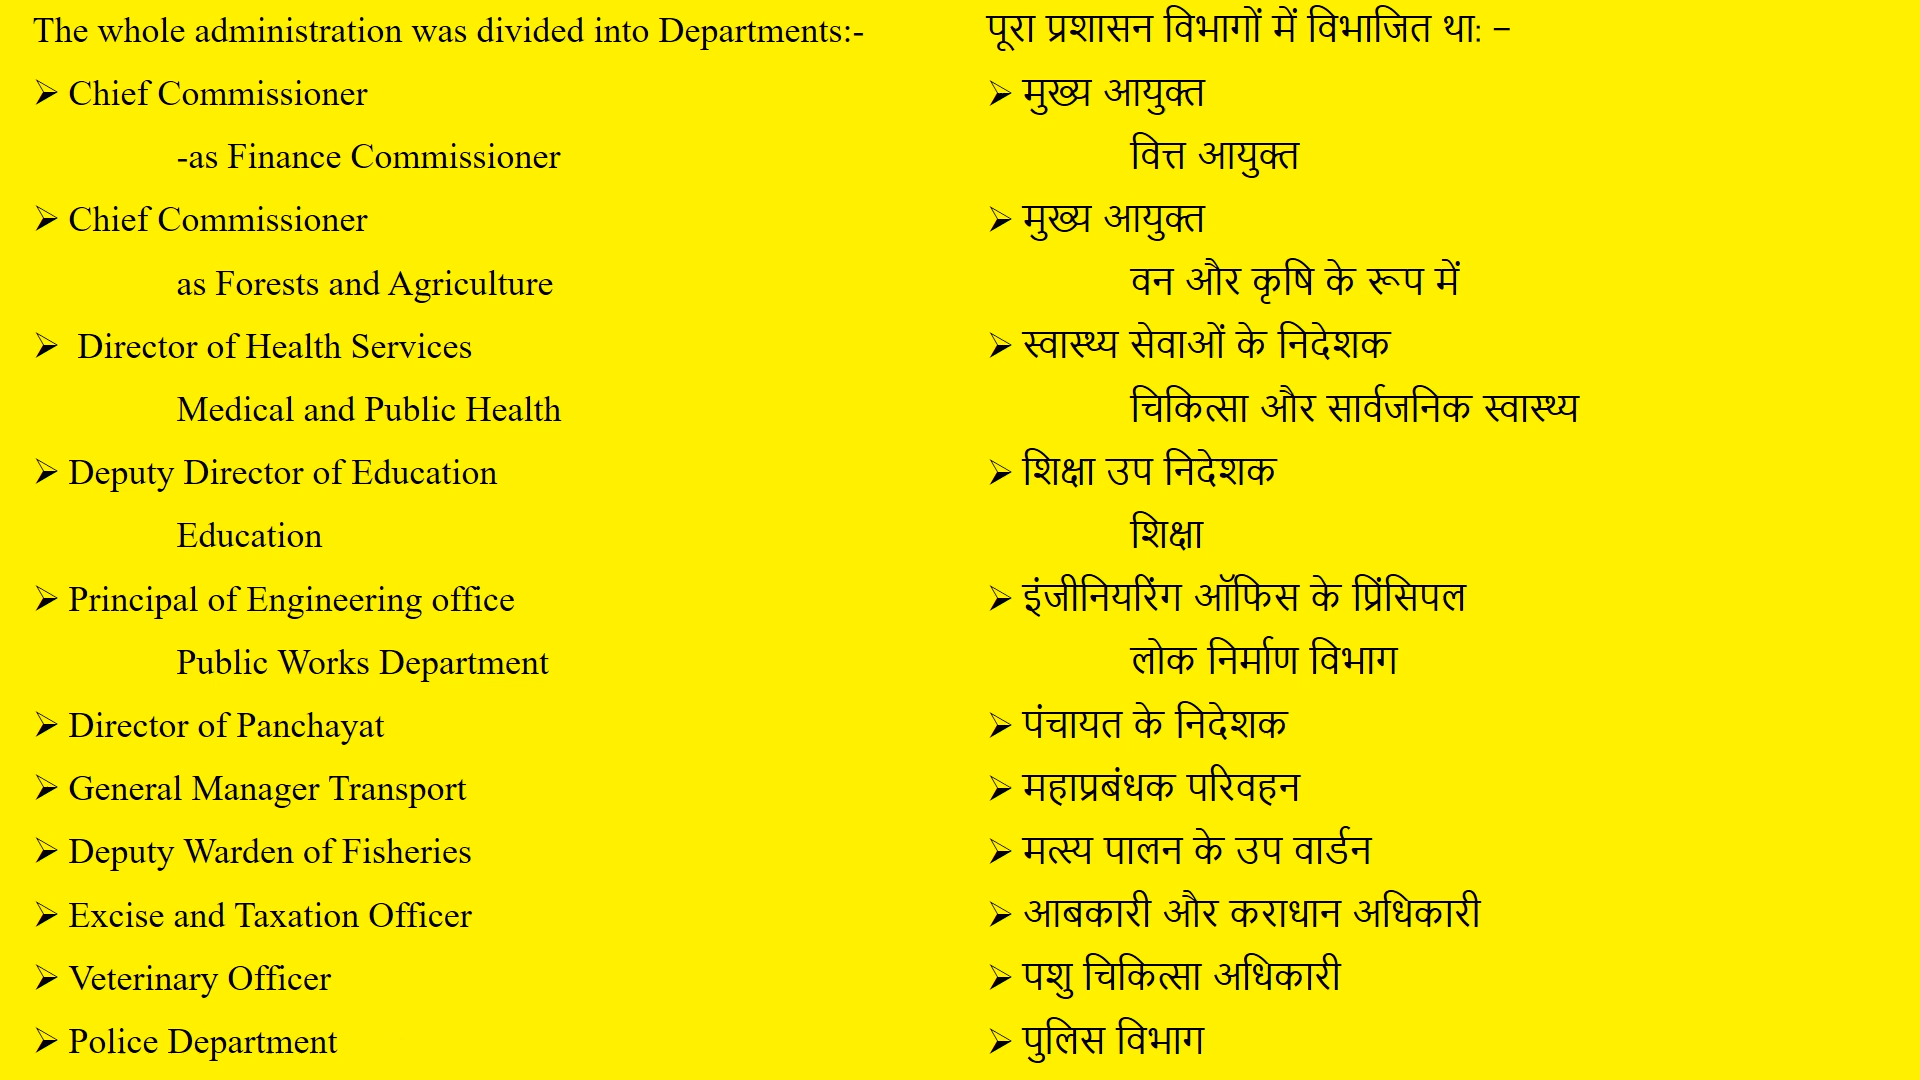 The whole administration was divided into Departments:-
➢ Chief Commissioner
-as Finance Commissioner
➢ Chief Commissioner
as Forests and Agriculture
➢ Director of Health Services
Medical and Public Health
➢ Deputy Director of Education
Education
➢ Principal of Engineering office
Public Works Department
➢ Director of Panchayat
➢ General Manager Transport
➢ Deputy Warden of Fisheries
➢ Excise and Taxation Officer
➢ Veterinary Officer
➢ Police Department
पूरा प्रशासन विभागों में विभाजित था: –
➢ मुख्य आयुक्त
वित्त आयुक्त
➢ मुख्य आयुक्त
वन और कृषि के रूप में
➢ स्वास्थ्य सेवाओं के निदेशक
चिकित्सा और सार्वजनिक स्वास्थ्य
➢ शिक्षा उप निदेशक
शिक्षा
➢ इंजीनियरिंग ऑफिस के प्रिंसिपल
लोक निर्माण विभाग
➢ पंचायत के निदेशक
➢ महाप्रबंधक परिवहन
➢ मत्स्य पालन के उप वार्डन
➢ आबकारी और कराधान अधिकारी
➢ पशु चिकित्सा अधिकारी
➢ पुलिस विभाग